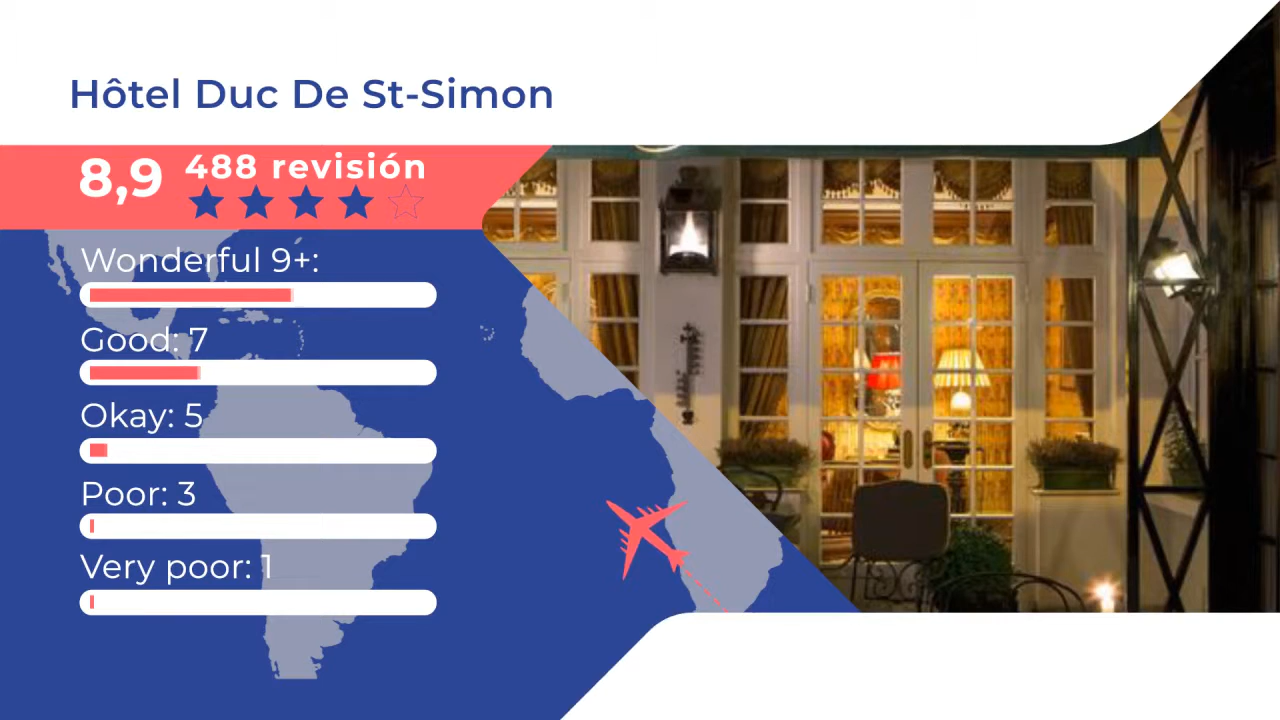 Hôtel Duc De St-Simon
8,9
488 revisión
Wonderful 9+:
Good: 7
Okay: 5
Poor: 3
Very poor: 1